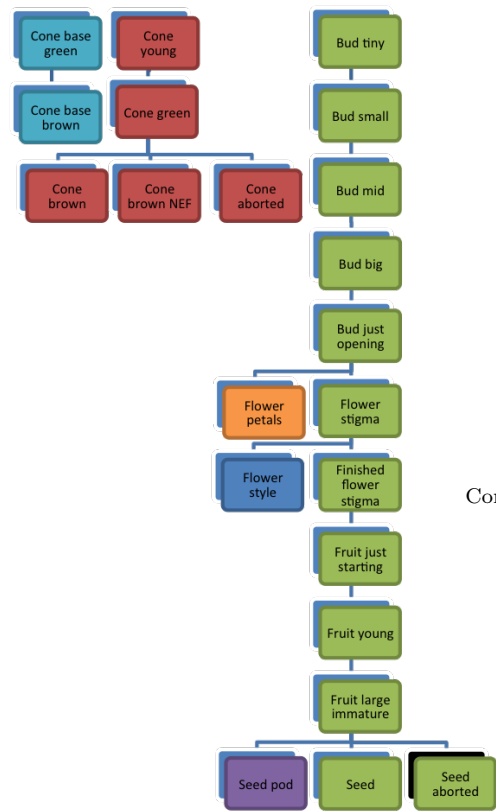 Cone base
green
Cone
young
Bud tiny
Cone base
brown
Cone green
Bud small
Cone
brown
Cone
brown NEF
Cone
aborted
Bud mid
Bud big
Bud just
opening
Flower
petals
Flower
stigma
Flower
style
Finished
flower
stigma
Cor
Fruit just
starting
Fruit young
Fruit large
immature
Seed pod
Seed
Seed
aborted